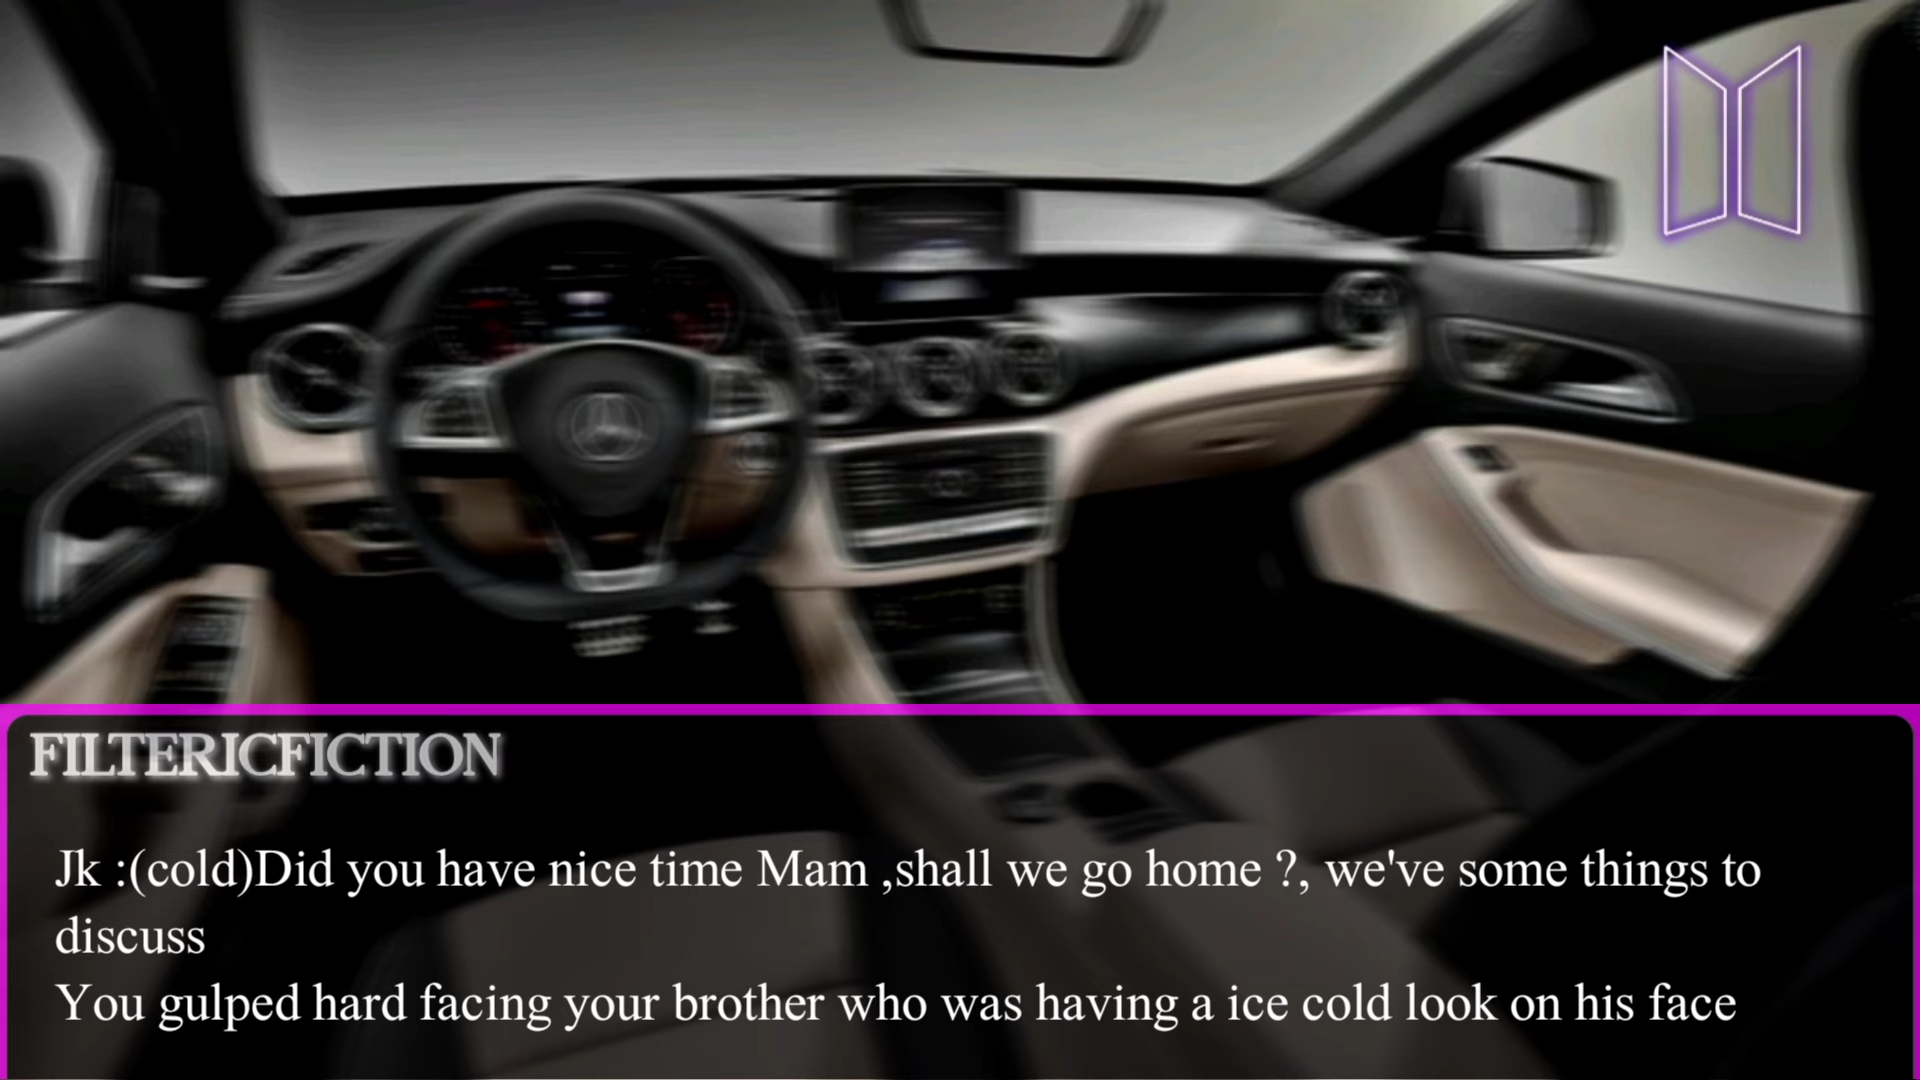 FILTERICFICTION
Jk :(cold)Did you have nice time Mam ,shall we go home ?, we've some things to
discuss
You gulped hard facing your brother who was having a ice cold look on his face